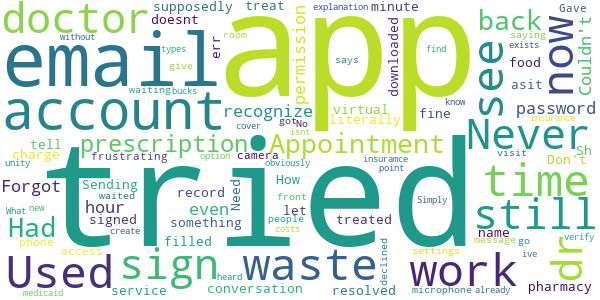 doctor supposedly treat minute
doesnt err
app
permission downloaded
says
back Couldn't Gave
now exists
saying
types explanation room
email
without
see food find
asit
account
give bucks waiting
recognize virtual
literally
fine password
got No isnt
cover know
insurance
tell prescription Appointment Never
charge camera
unity option
frustrating
tried
insuramce point
obviously
visit Sh
Don't
Forgot Sending record How
What waited
new
hour even Need let front people costs
time
signed something treated
Had filled
phone create access
name go
message ive verify
still
dr
Used sign waste work
resolved declined Simply
settings
pharmacy
medicaid service heard conversation microphone already